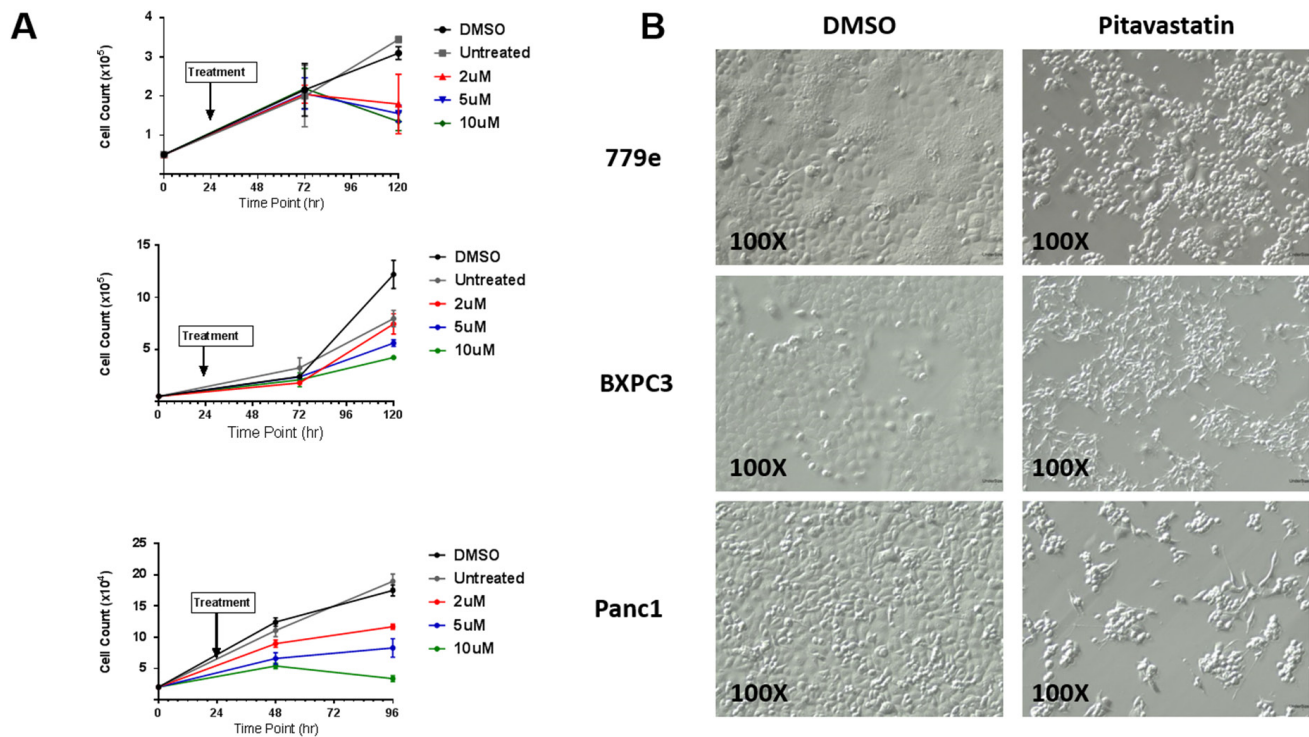 A
Cell Count (x10⁵)
4
3
2
1
Treatment
0 24 48 72 96 120
Time Point (hr)
DMSO
Untreated
2uM
5uM
10uM
Cell Count (x10⁵)
15
10
5
Treatment
0 24 48 72 96 120
Time Point (hr)
DMSO
Untreated
2uM
5uM
10uM
Cell Count (x10⁴)
25
20
15
10
5
Treatment
0 24 48 72 96
Time Point (hr)
DMSO
Untreated
2uM
5uM
10uM
B
DMSO Pitavastatin
779e
100X 100X
BXPC3
100X 100X
Panc1
100X 100X